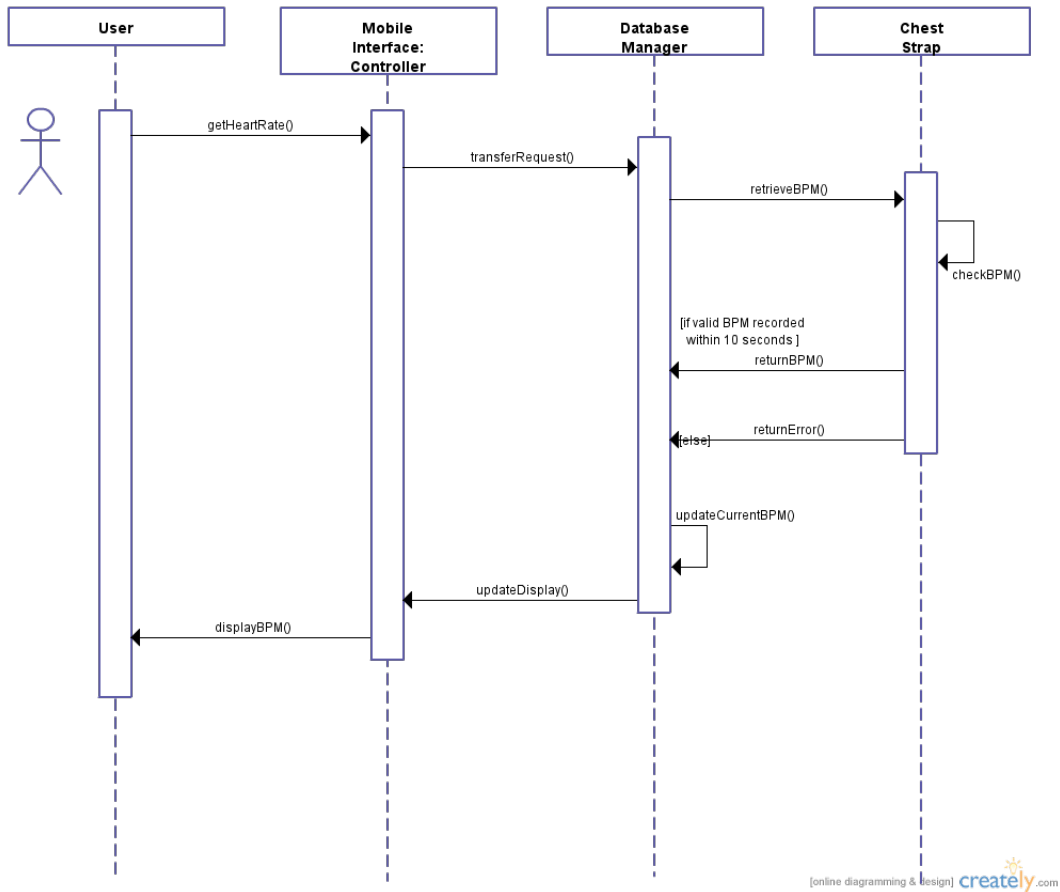 User
Mobile
Interface:
Controller
Database
Manager
Chest
Strap
getHeartRate()
transferRequest()
retrieveBPM()
checkBPM()
[if valid BPM recorded
within 10 seconds ]
returnBPM()
returnError()
[else]
updateCurrentBPM()
updateDisplay()
displayBPM()
[online diagramming & design] creately.com